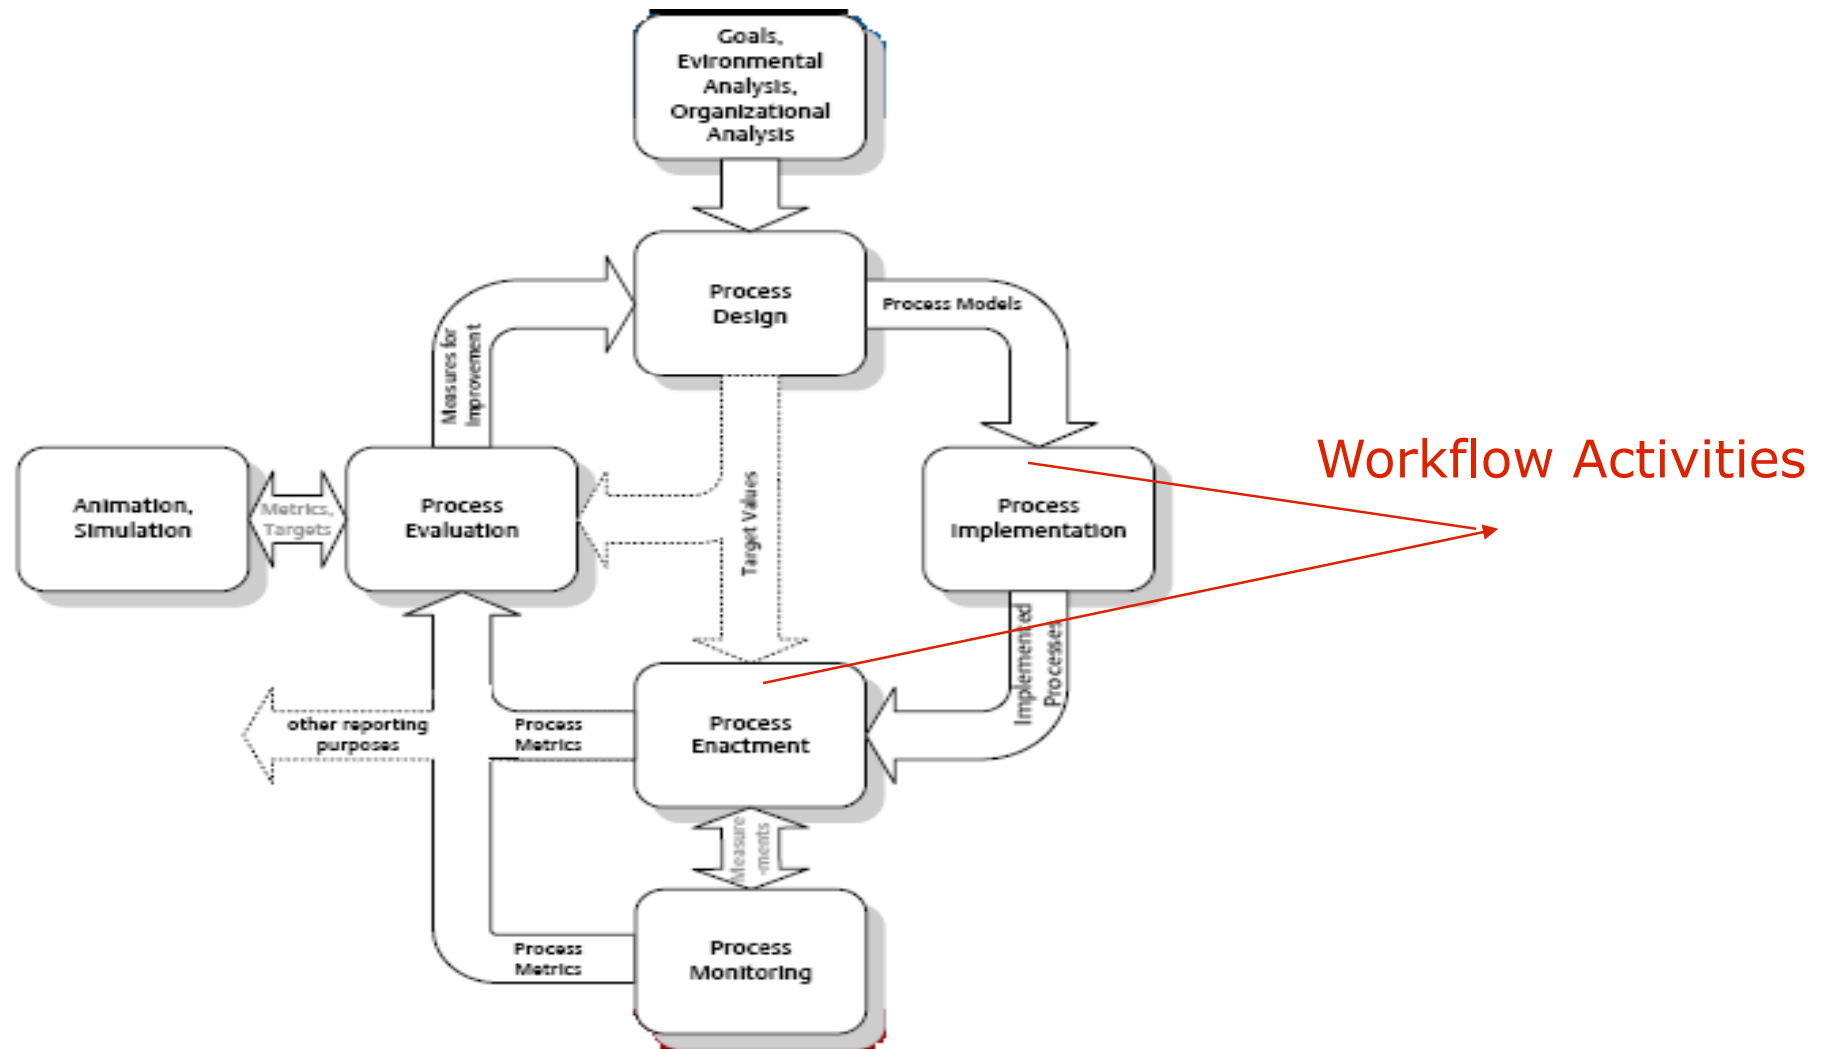 Goals,
Evironmental
Analysis,
Organizational
Analysis
Process
Design
Process Models
Measures for
Improvement
Workflow Activities
Animation,
Simulation
Metrics,
Targets
Process
Evaluation
Target Values
Process
Implementation
Implemented
Processes
other reporting
purposes
Process
Metrics
Process
Enactment
Measure
-ments
Process
Metrics
Process
Monitoring